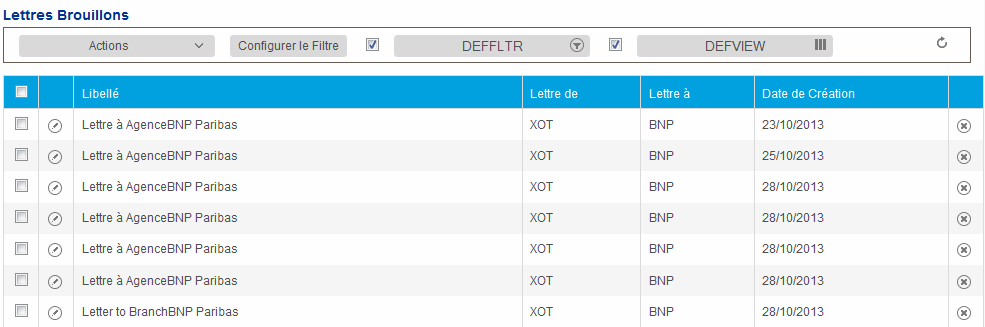 Lettres Brouillons
Actions Configurer le Filtre DEFFLTR DEFVIEW
Libellé Lettre de Lettre à Date de Création
Lettre à AgenceBNP Paribas XOT BNP 23/10/2013
Lettre à AgenceBNP Paribas XOT BNP 25/10/2013
Lettre à AgenceBNP Paribas XOT BNP 28/10/2013
Lettre à AgenceBNP Paribas XOT BNP 28/10/2013
Lettre à AgenceBNP Paribas XOT BNP 28/10/2013
Lettre à AgenceBNP Paribas XOT BNP 28/10/2013
Letter to BranchBNP Paribas XOT BNP 28/10/2013